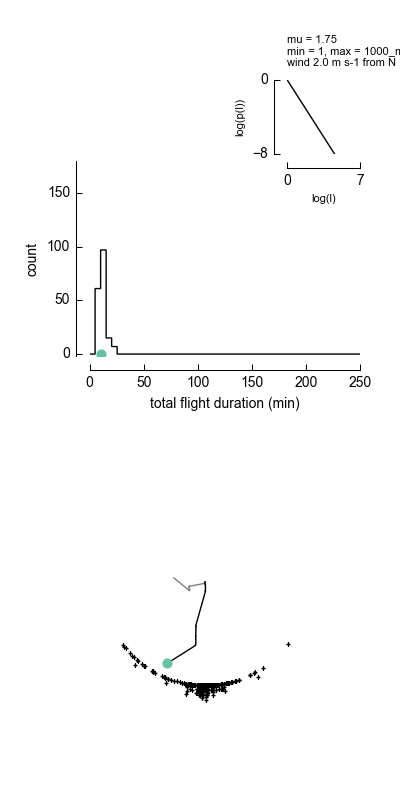 mu = 1.75
min = 1, max = 1000_m
wind 2.0 m s-1 from N
0
−8
log(p(l))
0 7
log(l)
150
100
50
0
count
0 50 100 150 200 250
total flight duration (min)